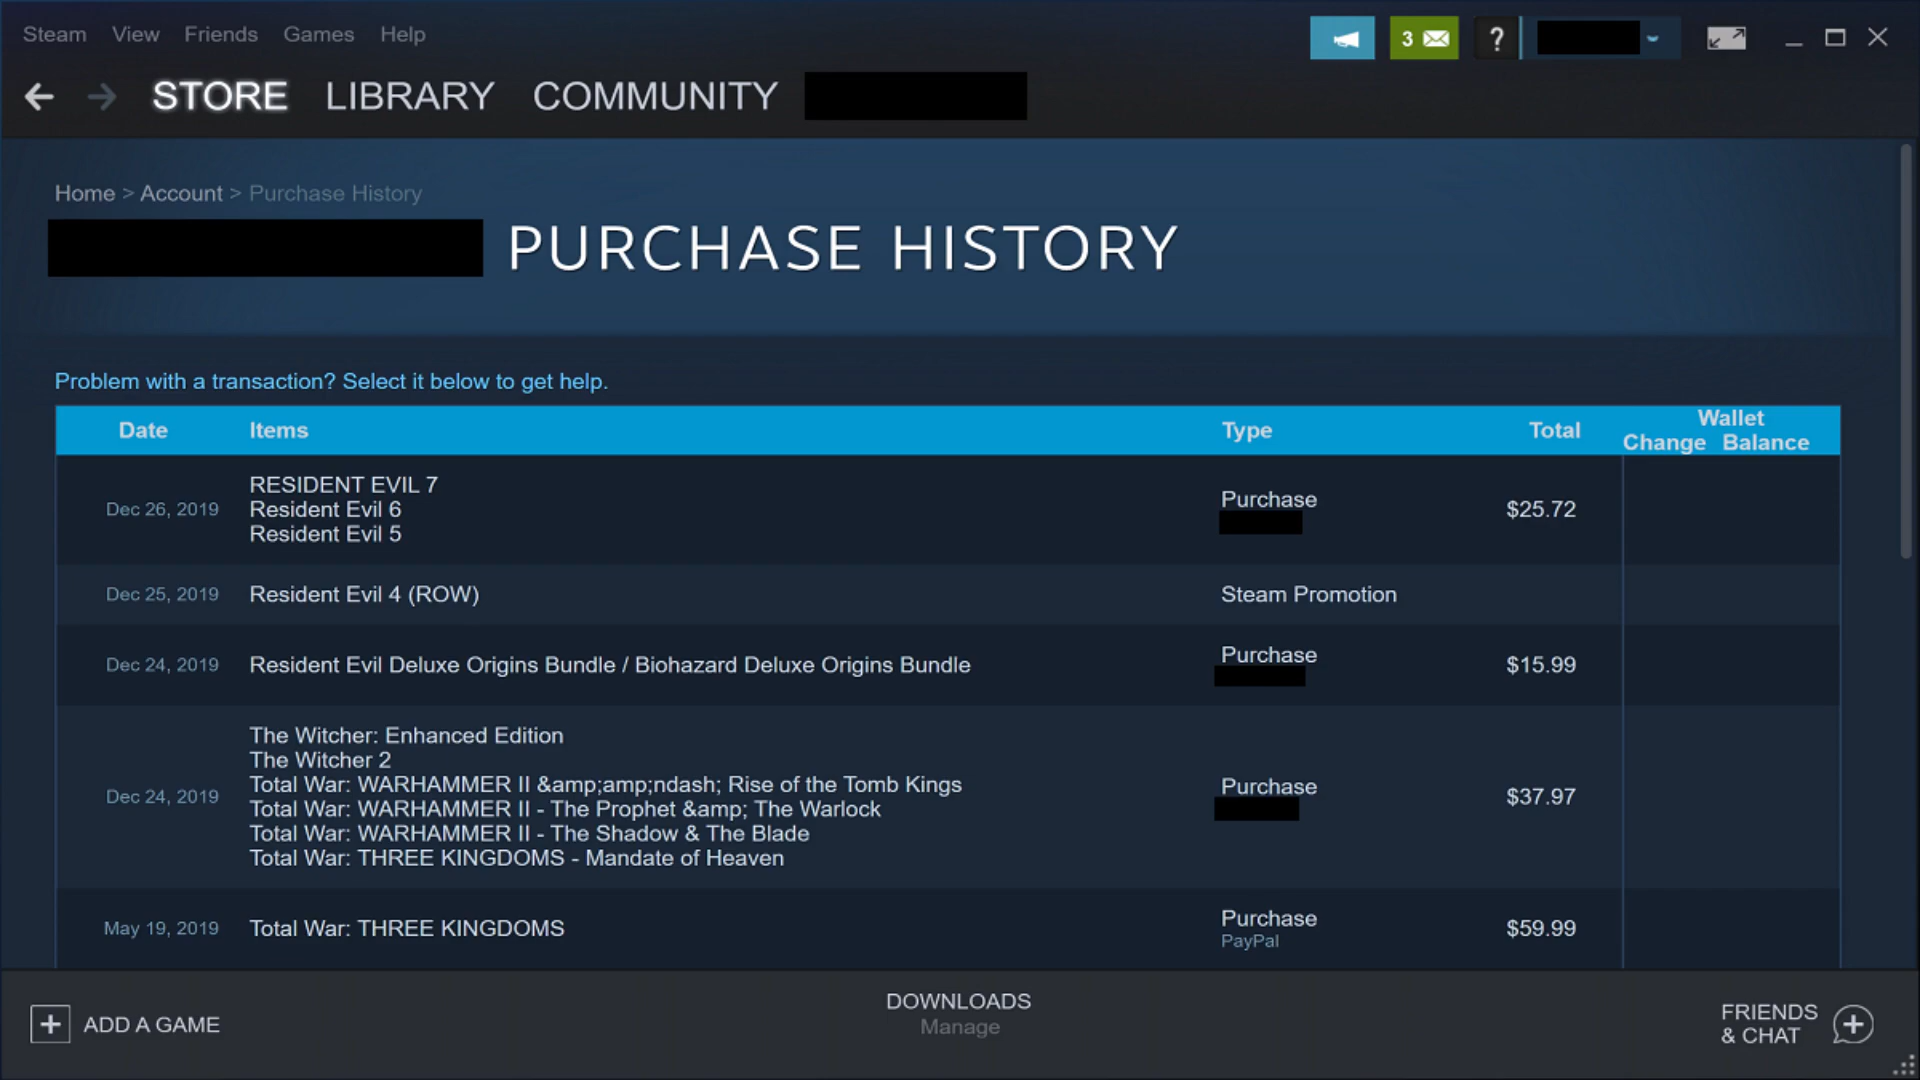 Steam View Friends Games Help
3 ?
STORE LIBRARY COMMUNITY
Home > Account > Purchase History
PURCHASE HISTORY
Problem with a transaction? Select it below to get help.
Date Items Type Total Wallet
Change Balance
RESIDENT EVIL 7
Resident Evil 6
Resident Evil 5
Dec 26, 2019
Purchase
$25.72
Dec 25, 2019 Resident Evil 4 (ROW) Steam Promotion
Dec 24, 2019 Resident Evil Deluxe Origins Bundle / Biohazard Deluxe Origins Bundle Purchase $15.99
The Witcher: Enhanced Edition
The Witcher 2
Total War: WARHAMMER II &amp;amp;ndash; Rise of the Tomb Kings
Total War: WARHAMMER II - The Prophet &amp; The Warlock
Total War: WARHAMMER II - The Shadow & The Blade
Total War: THREE KINGDOMS - Mandate of Heaven
Dec 24, 2019
Purchase
$37.97
May 19, 2019 Total War: THREE KINGDOMS Purchase $59.99
PayPal
ADD A GAME
DOWNLOADS
Manage
FRIENDS
& CHAT